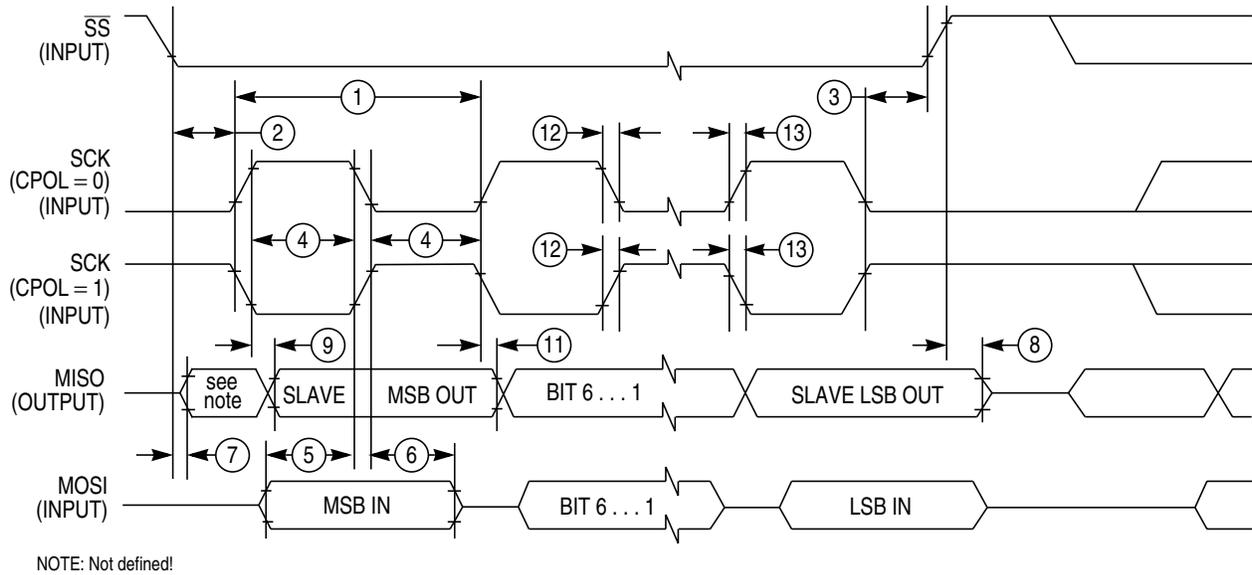 SS
(INPUT)
1
3
2
12
13
SCK
(CPOL = 0)
(INPUT)
4
4
12
13
SCK
(CPOL = 1)
(INPUT)
9
11
8
MISO
(OUTPUT)
see
note
SLAVE
MSB OUT
BIT 6 . . . 1
SLAVE LSB OUT
7
5
6
MOSI
(INPUT)
MSB IN
BIT 6 . . . 1
LSB IN
NOTE: Not defined!